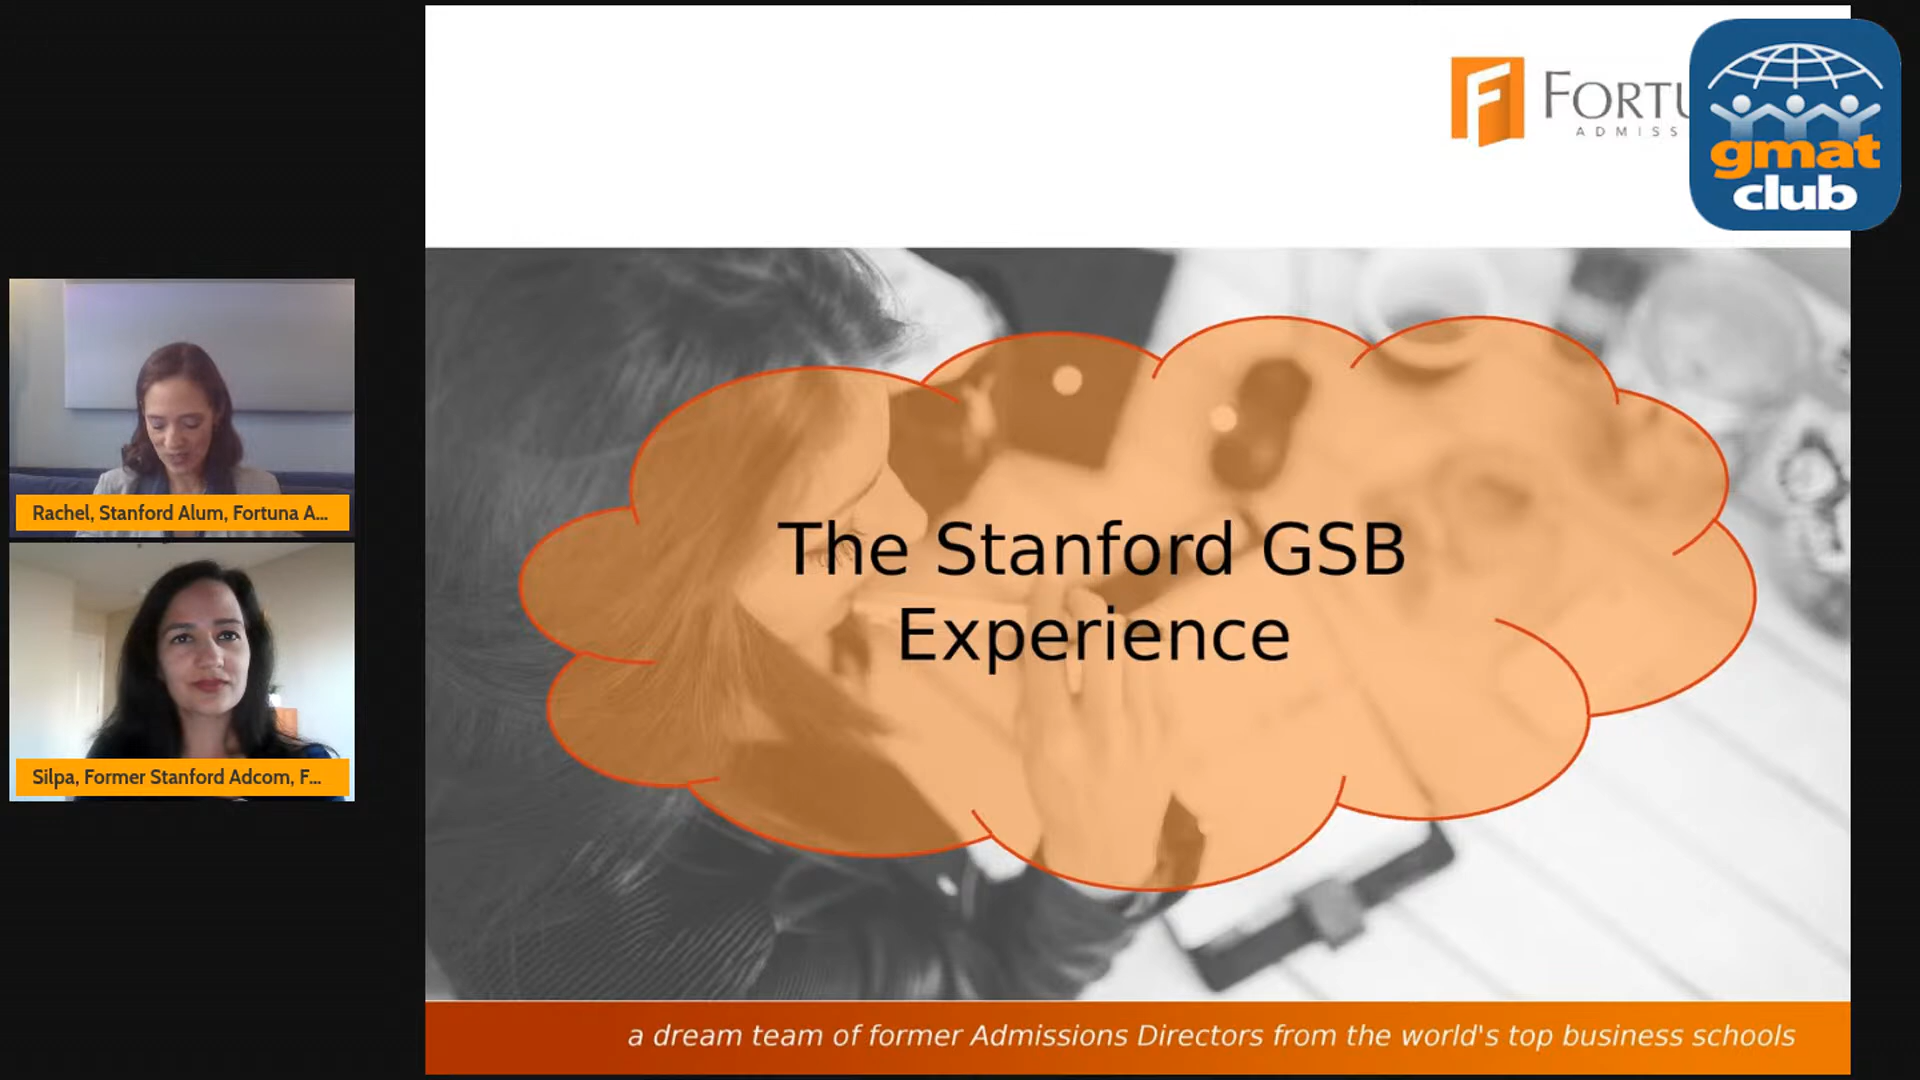 FORTU
ADMISS
gmat
club
Rachel, Stanford Alum, Fortuna A...
Silpa, Former Stanford Adcom, F...
The Stanford GSB
Experience
a dream team of former Admissions Directors from the world's top business schools